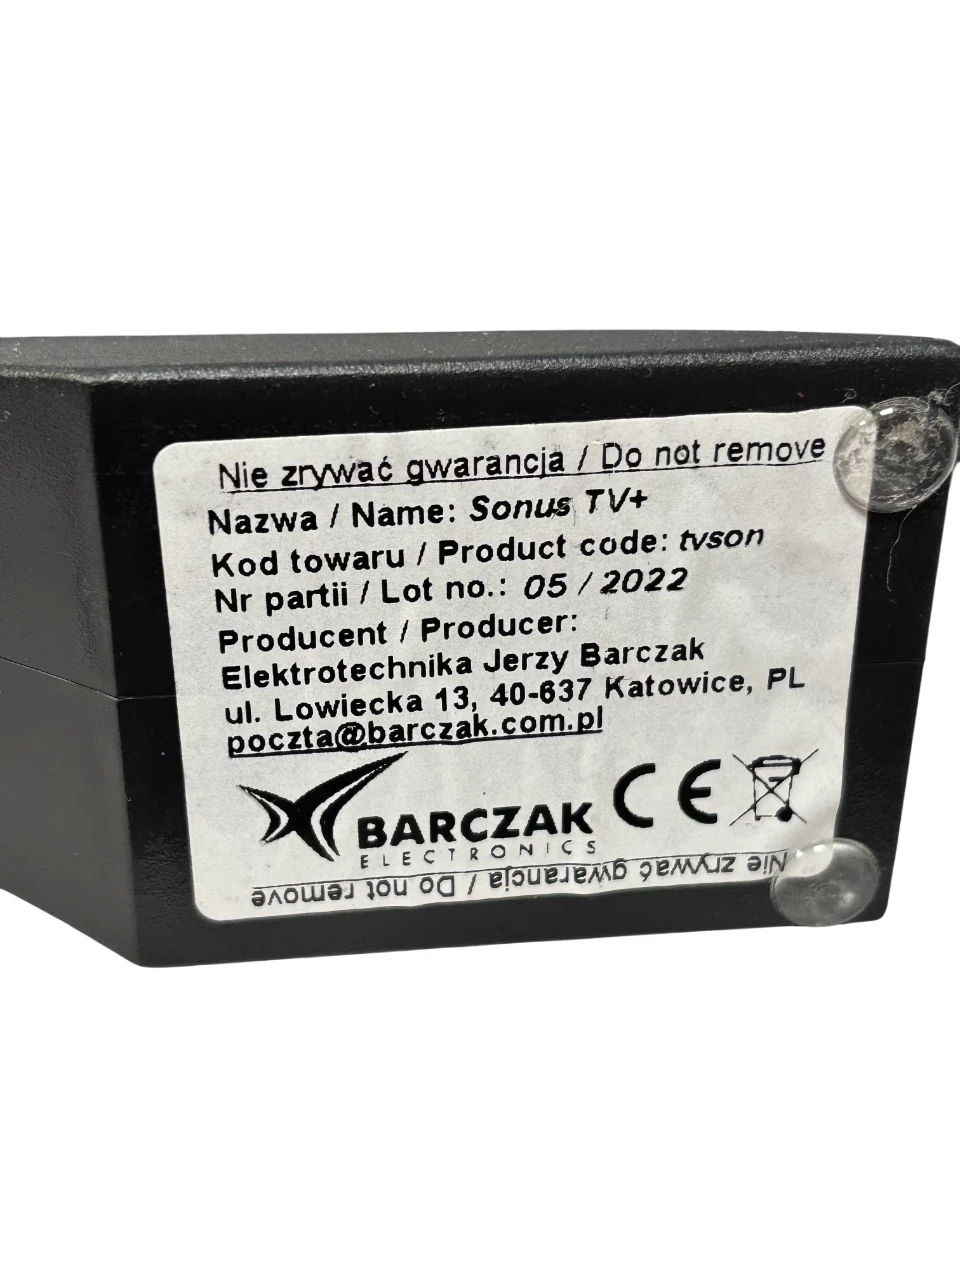 Nie zrywać gwarancja / Do not remove
Nazwa / Name: Sonus TV+
Kod towaru / Product code: tvson
Nr partii / Lot no.: 05 / 2022
Producent / Producer:
Elektrotechnika Jerzy Barczak
ul. Lowiecka 13, 40-637 Katowice, PL
poczta@barczak.com.pl
BARCZAK CE
ELECTRONICS
Nie zrywać gwarancja / Do not remove